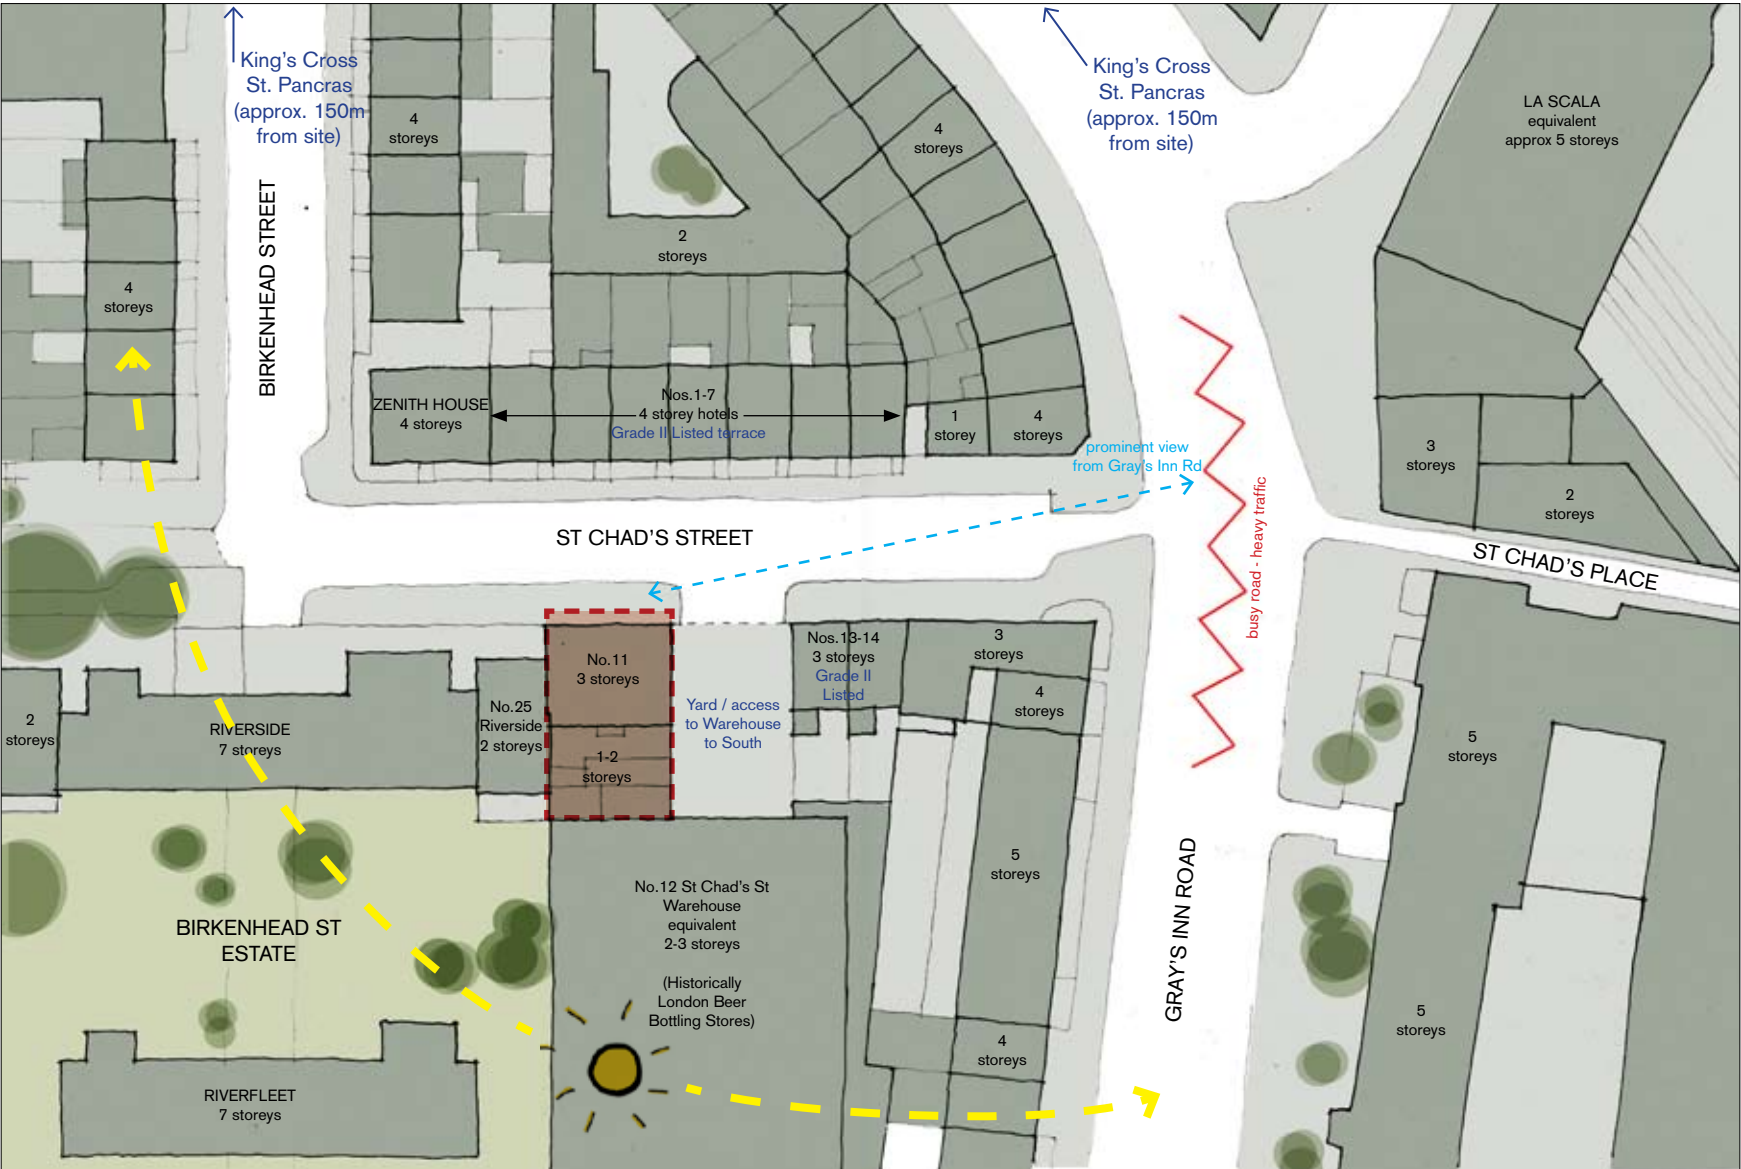 King's Cross
St. Pancras
(approx. 150m
from site)
King's Cross
St. Pancras
(approx. 150m
from site)
LA SCALA
equivalent
approx 5 storeys
4
storeys
4
storeys
BIRKENHEAD STREET
2
storeys
4
storeys
ZENITH HOUSE
4 storeys
Nos.1-7
4 storey hotels
Grade II Listed terrace
1
storey
4
storeys
prominent view
from Gray's Inn Rd
3
storeys
2
storeys
busy road - heavy traffic
ST CHAD'S STREET
ST CHAD'S PLACE
No.11
3 storeys
Nos.13-14
3 storeys
Grade II
Listed
3
storeys
4
storeys
2
storeys
RIVERSIDE
7 storeys
No.25
Riverside
2 storeys
1-2
storeys
Yard / access
to Warehouse
to South
5
storeys
5
storeys
GRAY'S INN ROAD
No.12 St Chad's St
Warehouse
equivalent
2-3 storeys
(Historically
London Beer
Bottling Stores)
BIRKENHEAD ST
ESTATE
5
storeys
4
storeys
RIVERFLEET
7 storeys